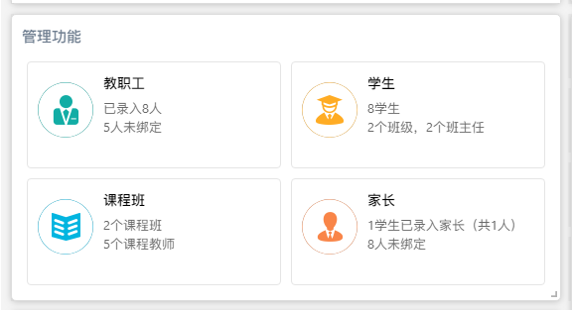 管理功能
教职工
已录入8人
5人未绑定
学生
8学生
2个班级，2个班主任
课程班
2个课程班
5个课程教师
家长
1学生已录入家长（共1人）
8人未绑定